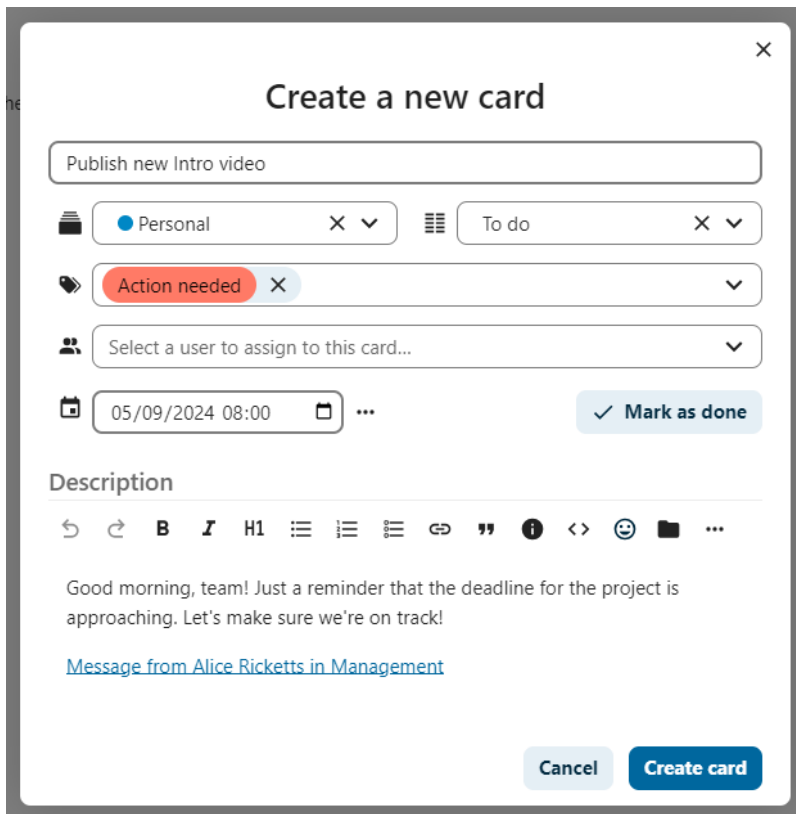 Create a new card
Publish new Intro video
Personal
To do
Action needed
Select a user to assign to this card...
05/09/2024 08:00
Mark as done
Description
B I H1
Good morning, team! Just a reminder that the deadline for the project is
approaching. Let's make sure we're on track!
Message from Alice Ricketts in Management
Cancel
Create card